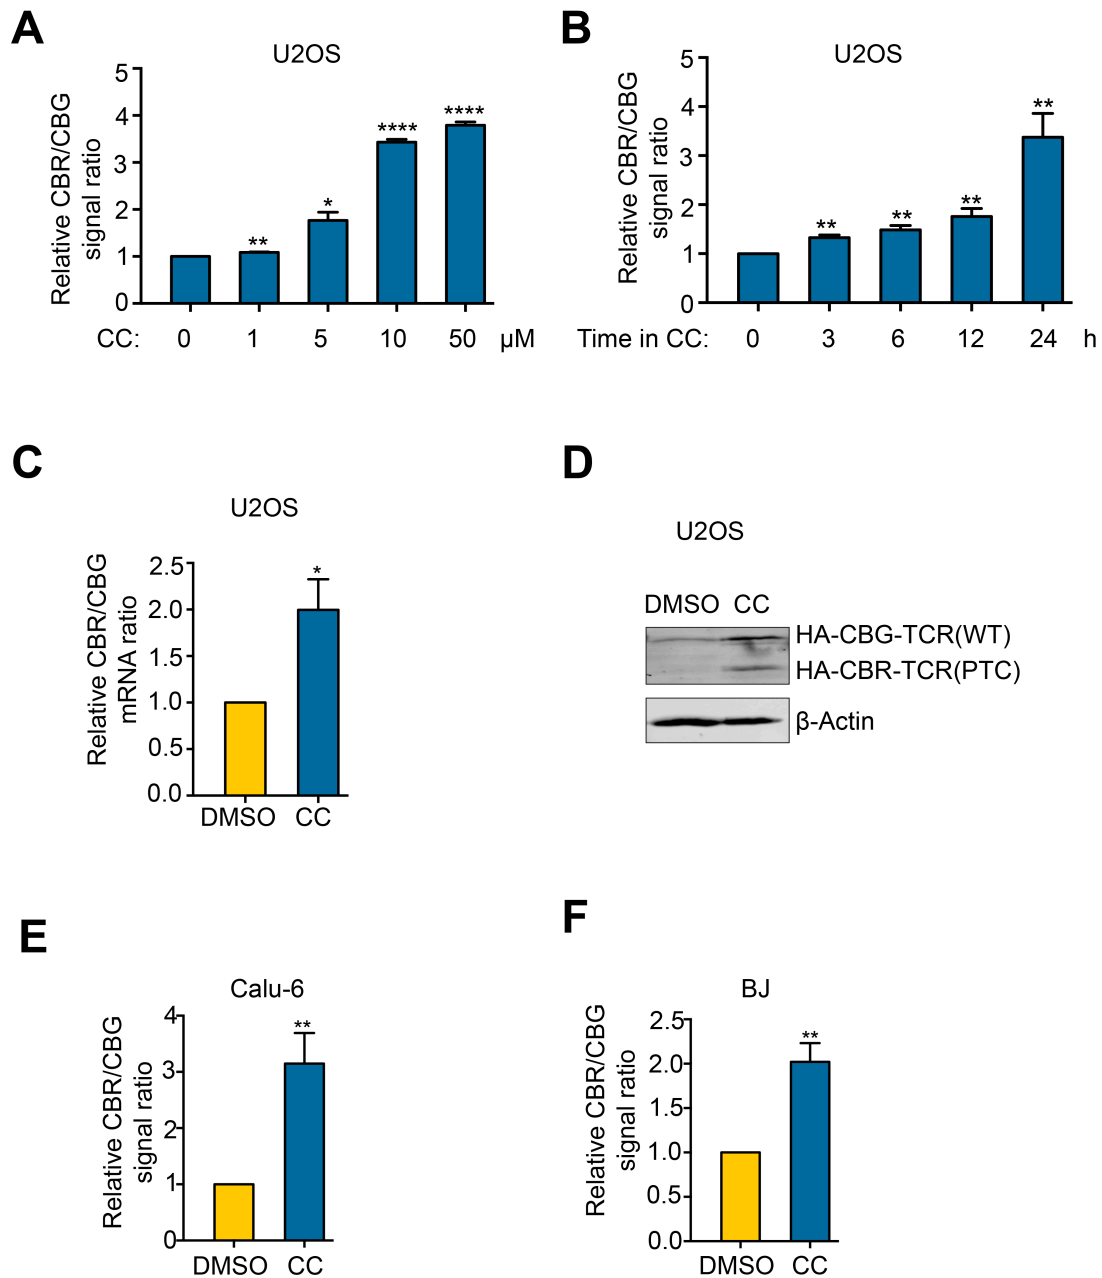 A
U2OS
Relative CBR/CBG
signal ratio
5
4
3
2
1
0
*
**
****
****
CC: 0 1 5 10 50 µM
B
U2OS
Relative CBR/CBG
signal ratio
5
4
3
2
1
0
**
**
**
**
Time in CC: 0 3 6 12 24 h
C
U2OS
Relative CBR/CBG
mRNA ratio
2.5
2.0
1.5
1.0
0.5
0.0
*
DMSO CC
D
U2OS
DMSO CC
HA-CBG-TCR(WT)
HA-CBR-TCR(PTC)
β-Actin
E
Calu-6
Relative CBR/CBG
signal ratio
4
3
2
1
0
**
DMSO CC
F
BJ
Relative CBR/CBG
signal ratio
2.5
2.0
1.5
1.0
0.5
0.0
**
DMSO CC